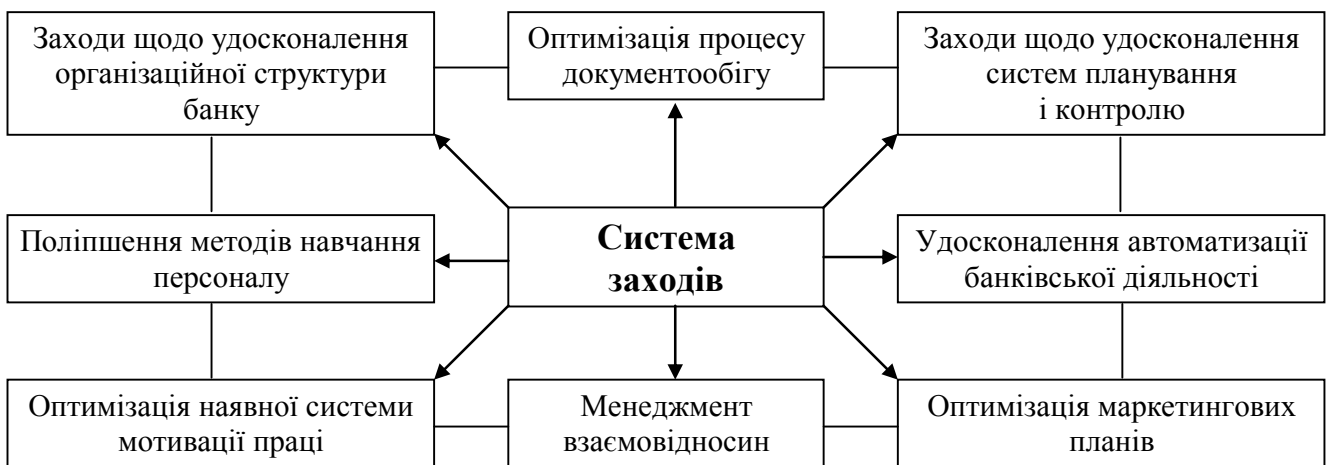 Заходи щодо удосконалення
організаційної структури
банку
Оптимізація процесу
документообігу
Заходи щодо удосконалення
систем планування
і контролю
Поліпшення методів навчання
персоналу
Система
заходів
Удосконалення автоматизації
банківської діяльності
Оптимізація наявної системи
мотивації праці
Менеджмент
взаємовідносин
Оптимізація маркетингових
планів